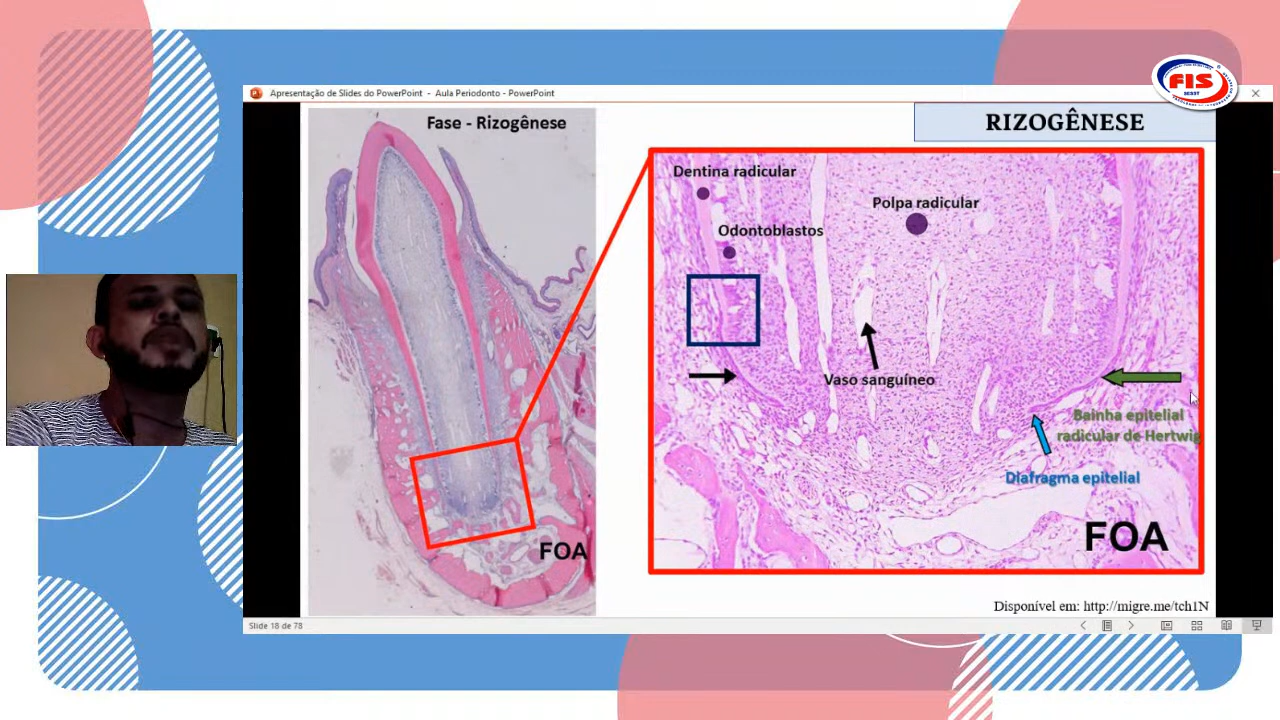 FIS
SESST
Apresentação de Slides do PowerPoint - Aula Periodonto - PowerPoint
Fase - Rizogênese
FOA
RIZOGÊNESE
Dentina radicular
Polpa radicular
Odontoblastos
Vaso sanguíneo
Bainha epitelial
radicular de Hertwig
Diafragma epitelial
FOA
Disponível em: http://migre.me/tch1N
Slide 18 de 78